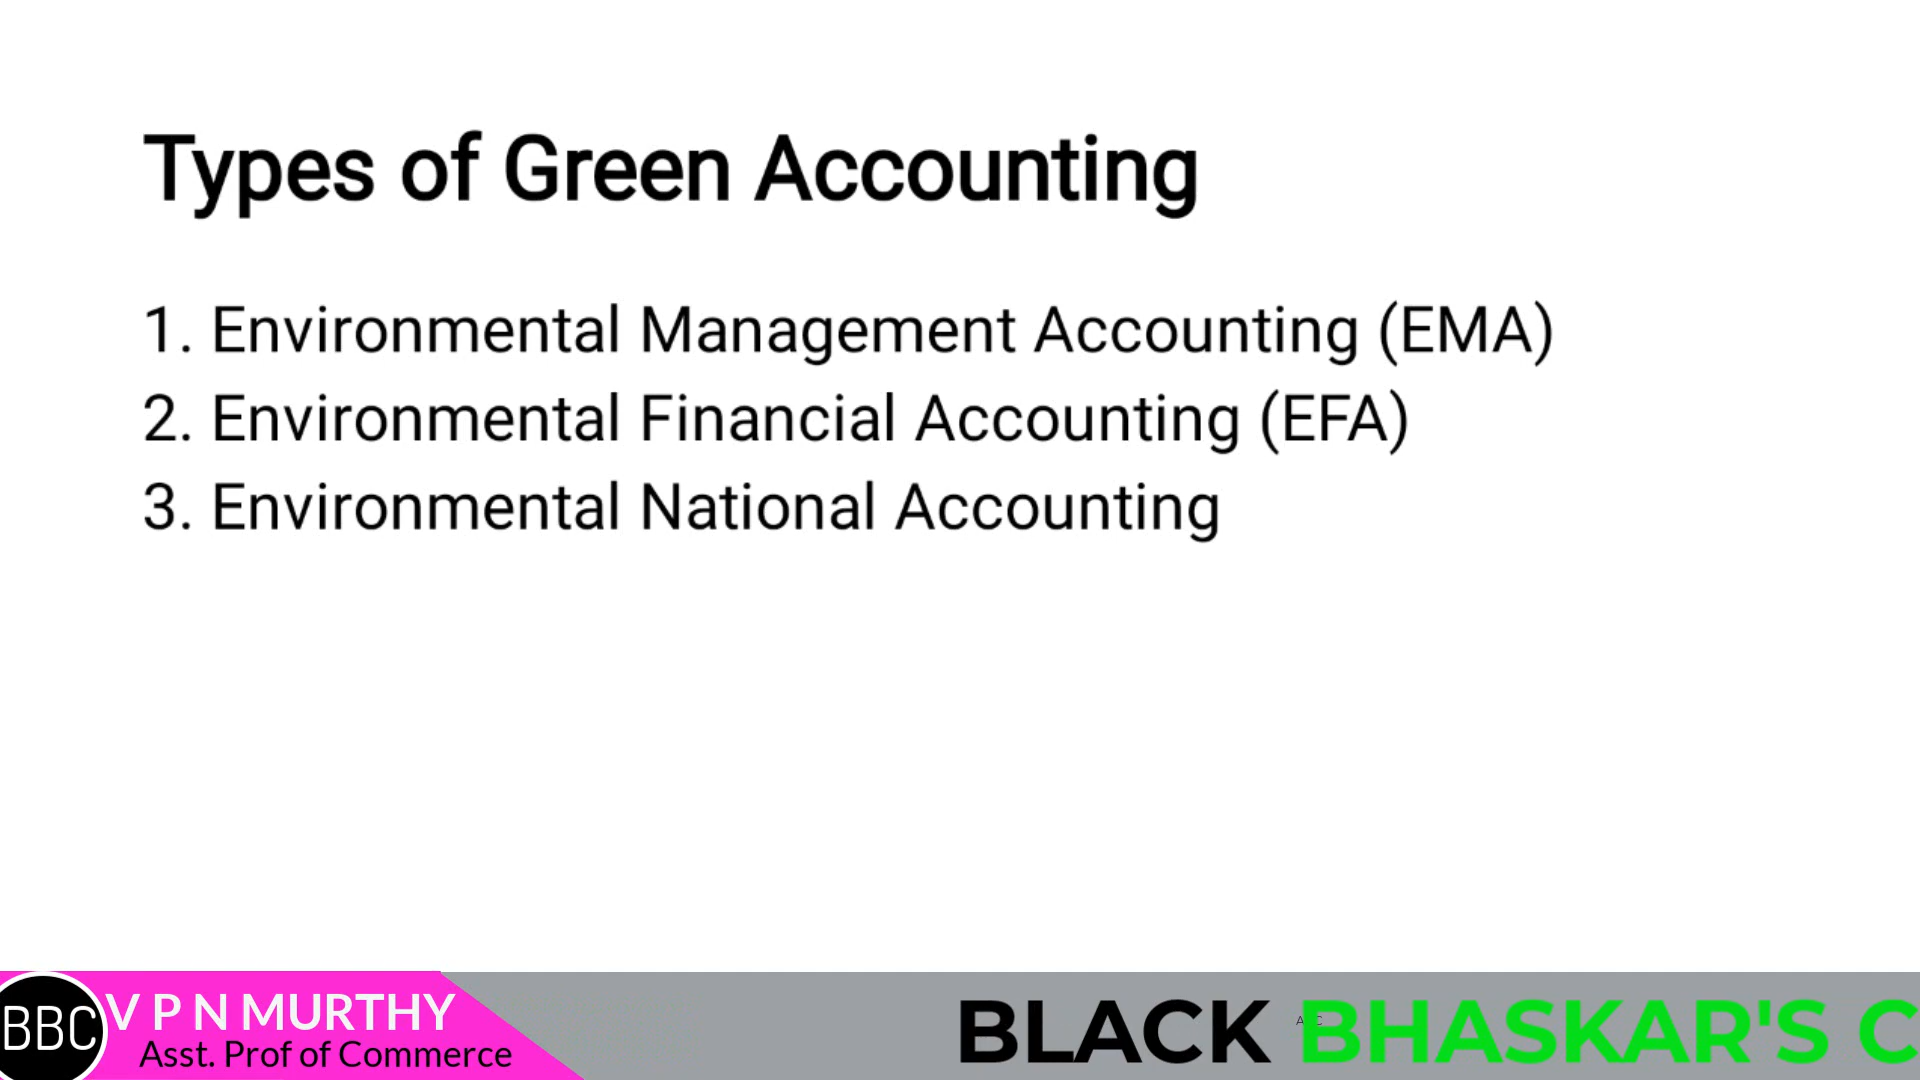 Types of Green Accounting
1. Environmental Management Accounting (EMA)
2. Environmental Financial Accounting (EFA)
3. Environmental National Accounting
BBC
V P N MURTHY
Asst. Prof of Commerce
BLACK BHASKAR'S C